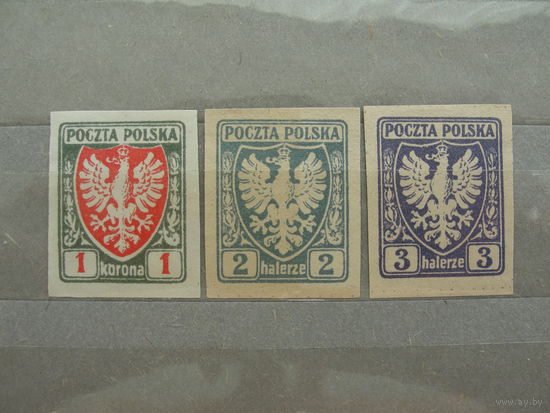 POCZTA POLSKA
1 korona 1
POCZTA POLSKA
2 halerze 2
POCZTA POLSKA
3 halerze 3
© www.ay.by